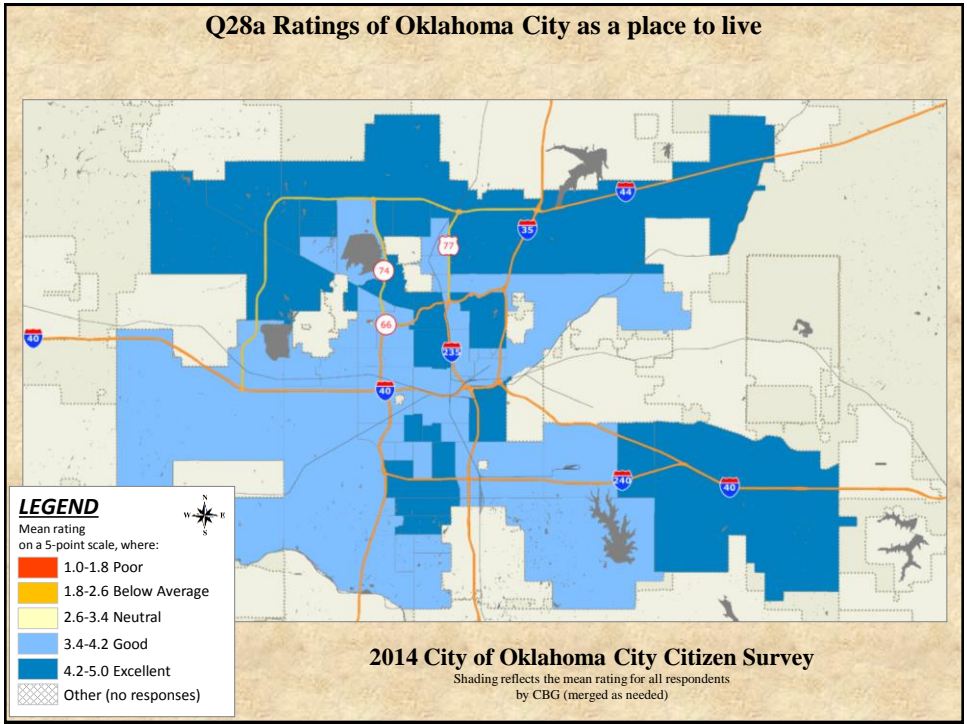 Q28a Ratings of Oklahoma City as a place to live
44
35
77
74
66
40
235
40
240
40
LEGEND
N
W E
S
Mean rating
on a 5-point scale, where:
1.0-1.8 Poor
1.8-2.6 Below Average
2.6-3.4 Neutral
3.4-4.2 Good
4.2-5.0 Excellent
Other (no responses)
2014 City of Oklahoma City Citizen Survey
Shading reflects the mean rating for all respondents
by CBG (merged as needed)